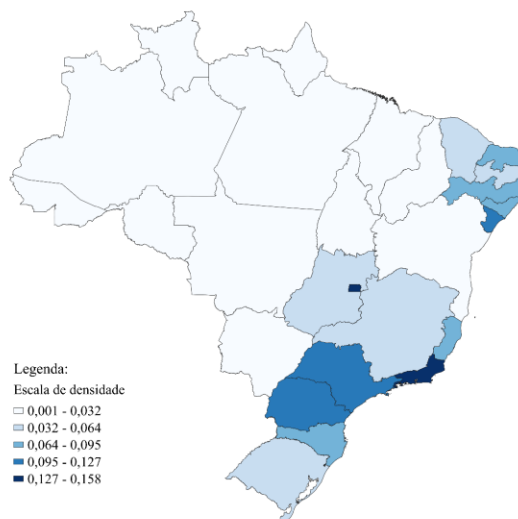 Legenda:
Escala de densidade
0,001 - 0,032
0,032 - 0,064
0,064 - 0,095
0,095 - 0,127
0,127 - 0,158